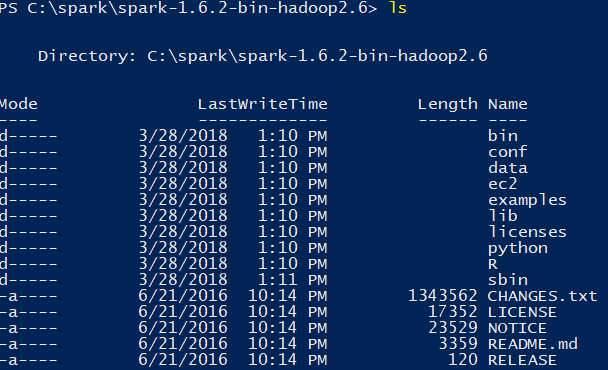 PS C:\spark\spark-1.6.2-bin-hadoop2.6> ls
Directory: C:\spark\spark-1.6.2-bin-hadoop2.6
Mode LastWriteTime Length Name
---- ------------- ------ ----
d----- 3/28/2018 1:10 PM bin
d----- 3/28/2018 1:10 PM conf
d----- 3/28/2018 1:10 PM data
d----- 3/28/2018 1:10 PM ec2
d----- 3/28/2018 1:10 PM examples
d----- 3/28/2018 1:10 PM lib
d----- 3/28/2018 1:10 PM licenses
d----- 3/28/2018 1:10 PM python
d----- 3/28/2018 1:10 PM R
d----- 3/28/2018 1:11 PM sbin
-a---- 6/21/2016 10:14 PM 1343562 CHANGES.txt
-a---- 6/21/2016 10:14 PM 17352 LICENSE
-a---- 6/21/2016 10:14 PM 23529 NOTICE
-a---- 6/21/2016 10:14 PM 3359 README.md
-a---- 6/21/2016 10:14 PM 120 RELEASE